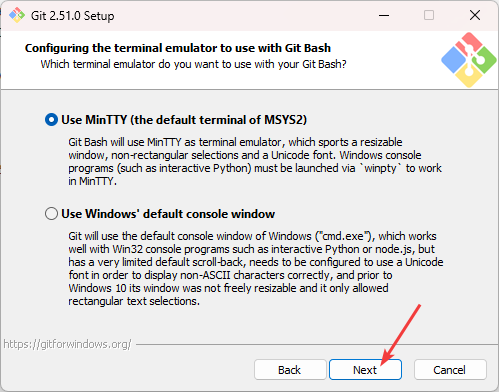 Git 2.51.0 Setup
Configuring the terminal emulator to use with Git Bash
Which terminal emulator do you want to use with your Git Bash?
Use MinTTY (the default terminal of MSYS2)
Git Bash will use MinTTY as terminal emulator, which sports a resizable
window, non-rectangular selections and a Unicode font. Windows console
programs (such as interactive Python) must be launched via `winpty` to work
in MinTTY.
Use Windows' default console window
Git will use the default console window of Windows ("cmd.exe"), which works
well with Win32 console programs such as interactive Python or node.js, but
has a very limited default scroll-back, needs to be configured to use a Unicode
font in order to display non-ASCII characters correctly, and prior to
Windows 10 its window was not freely resizable and it only allowed
rectangular text selections.
https://gitforwindows.org/
Back
Next
Cancel